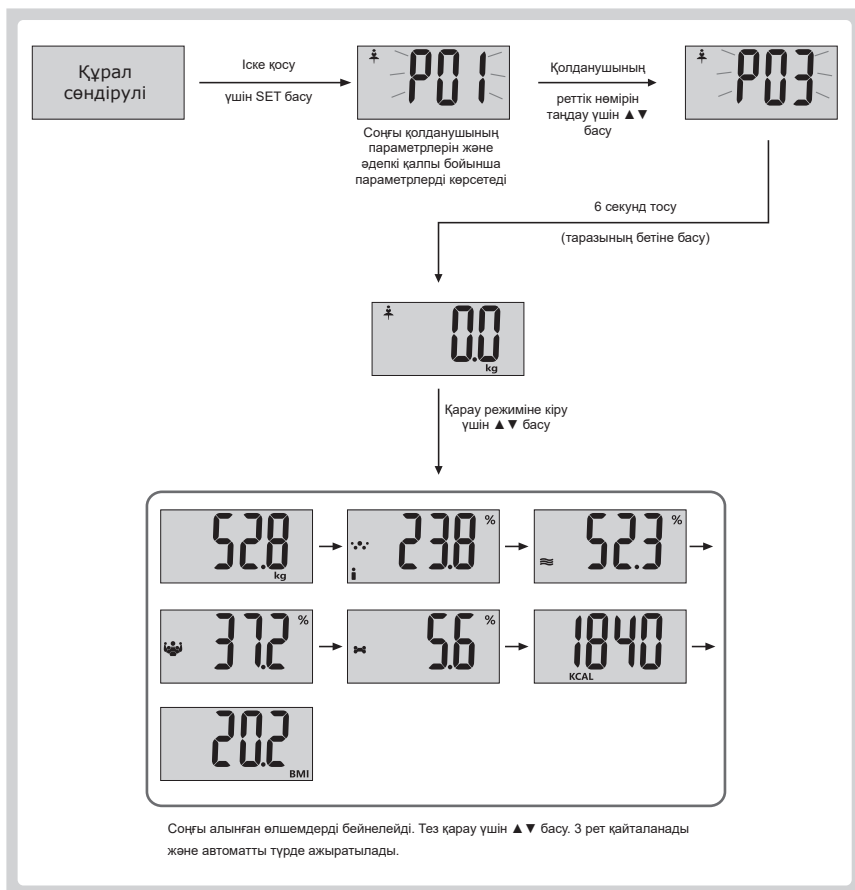 Құрал
сөндірулі
Іске қосу
үшін SET басу
P01
Соңғы қолданушының
параметрлерін және
әдепкі қалпы бойынша
параметрлерді көрсетеді
Қолданушының
реттік нөмірін
таңдау үшін ▲▼
басу
P03
6 секунд тосу
(таразының бетіне басу)
0.0
kg
Қарау режиміне кіру
үшін ▲▼ басу
52.8
kg
23.8 %
52.3 %
37.2 %
5.6 %
1840
KCAL
20.2
BMI
Соңғы алынған өлшемдерді бейнелейді. Тез қарау үшін ▲▼ басу. 3 рет қайталанады
және автоматты түрде ажыратылады.